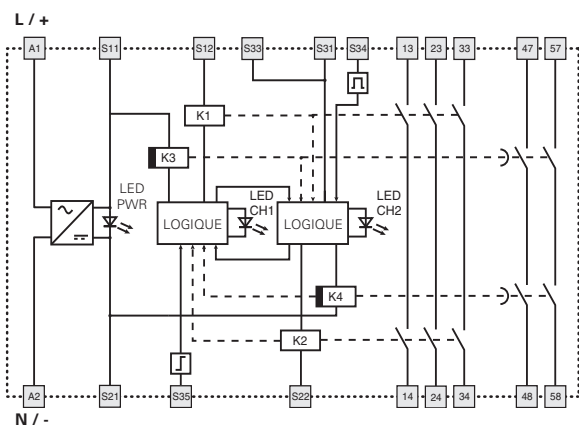 L / +
A1 S11 S12 S33 S31 S34 13 23 33 47 57
K1
K3
LED
PWR
LED
CH1
LED
CH2
LOGIQUE
LOGIQUE
K4
K2
A2 S21 S35 S22 14 24 34 48 58
N / -